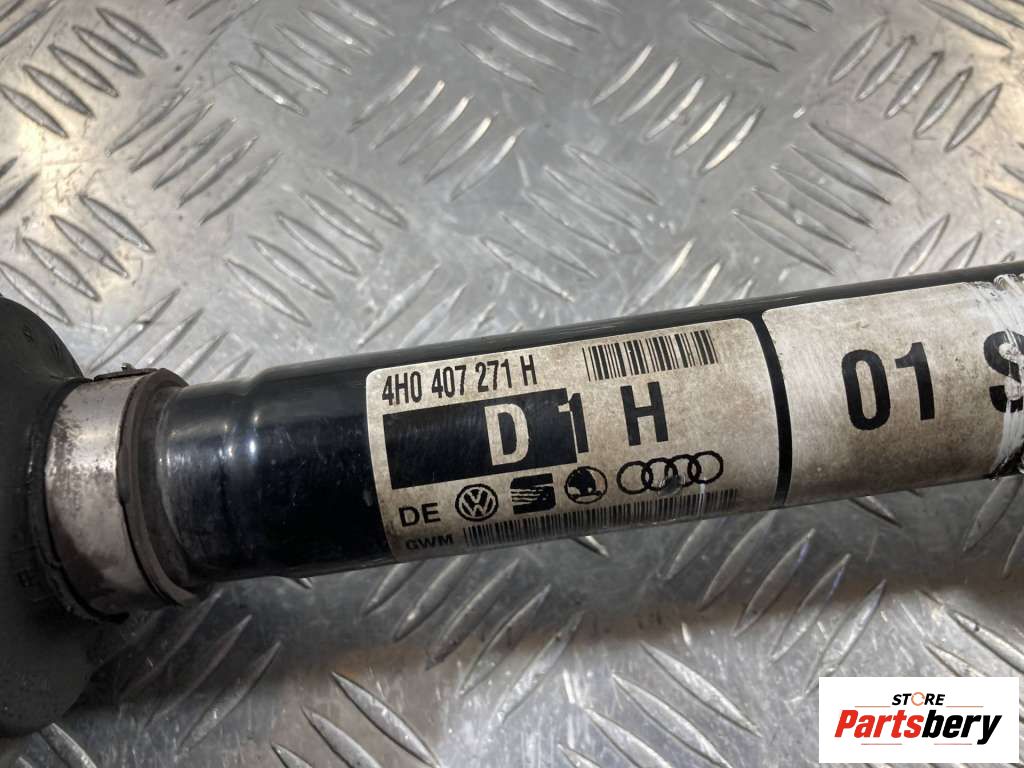 4H0 407 271 H
D 1 H
DE
GWM
01
STORE
Partsbery